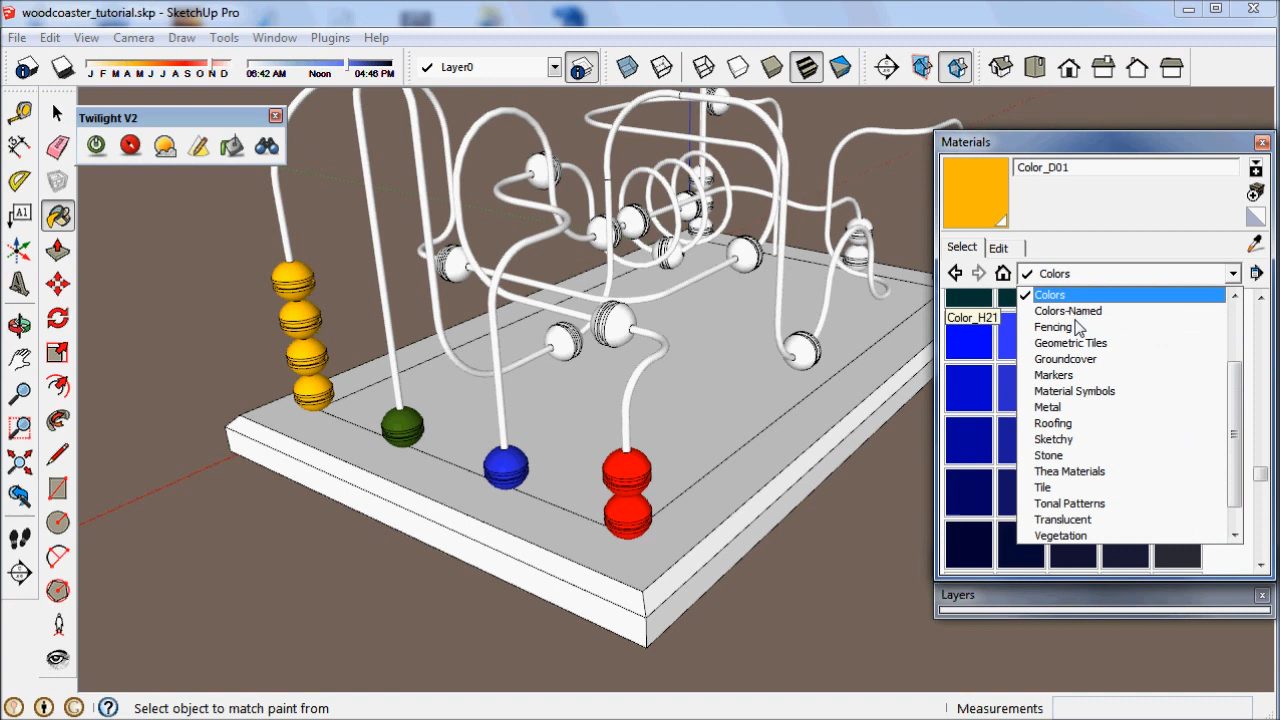 woodcoaster_tutorial.skp - SketchUp Pro
File Edit View Camera Draw Tools Window Plugins Help
J F M A M J J A S O N D
06:42 AM Noon 04:46 PM
Layer0
Twilight V2
A1
Materials
Color_D01
Select Edit
Colors
Colors
Colors-Named
Color_H21
Fencing
Geometric Tiles
Groundcover
Markers
Material Symbols
Metal
Roofing
Sketchy
Stone
Thea Materials
Tile
Tonal Patterns
Translucent
Vegetation
Layers
Select object to match paint from
Measurements